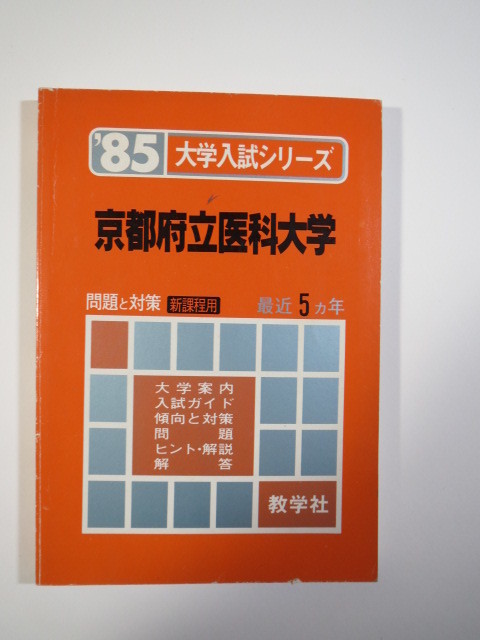 '85 大学入試シリーズ
京都府立医科大学
問題と対策 新課程用 最近5ヵ年
大学案内
入試ガイド
傾向と対策
問題
ヒント・解説
解答
教学社